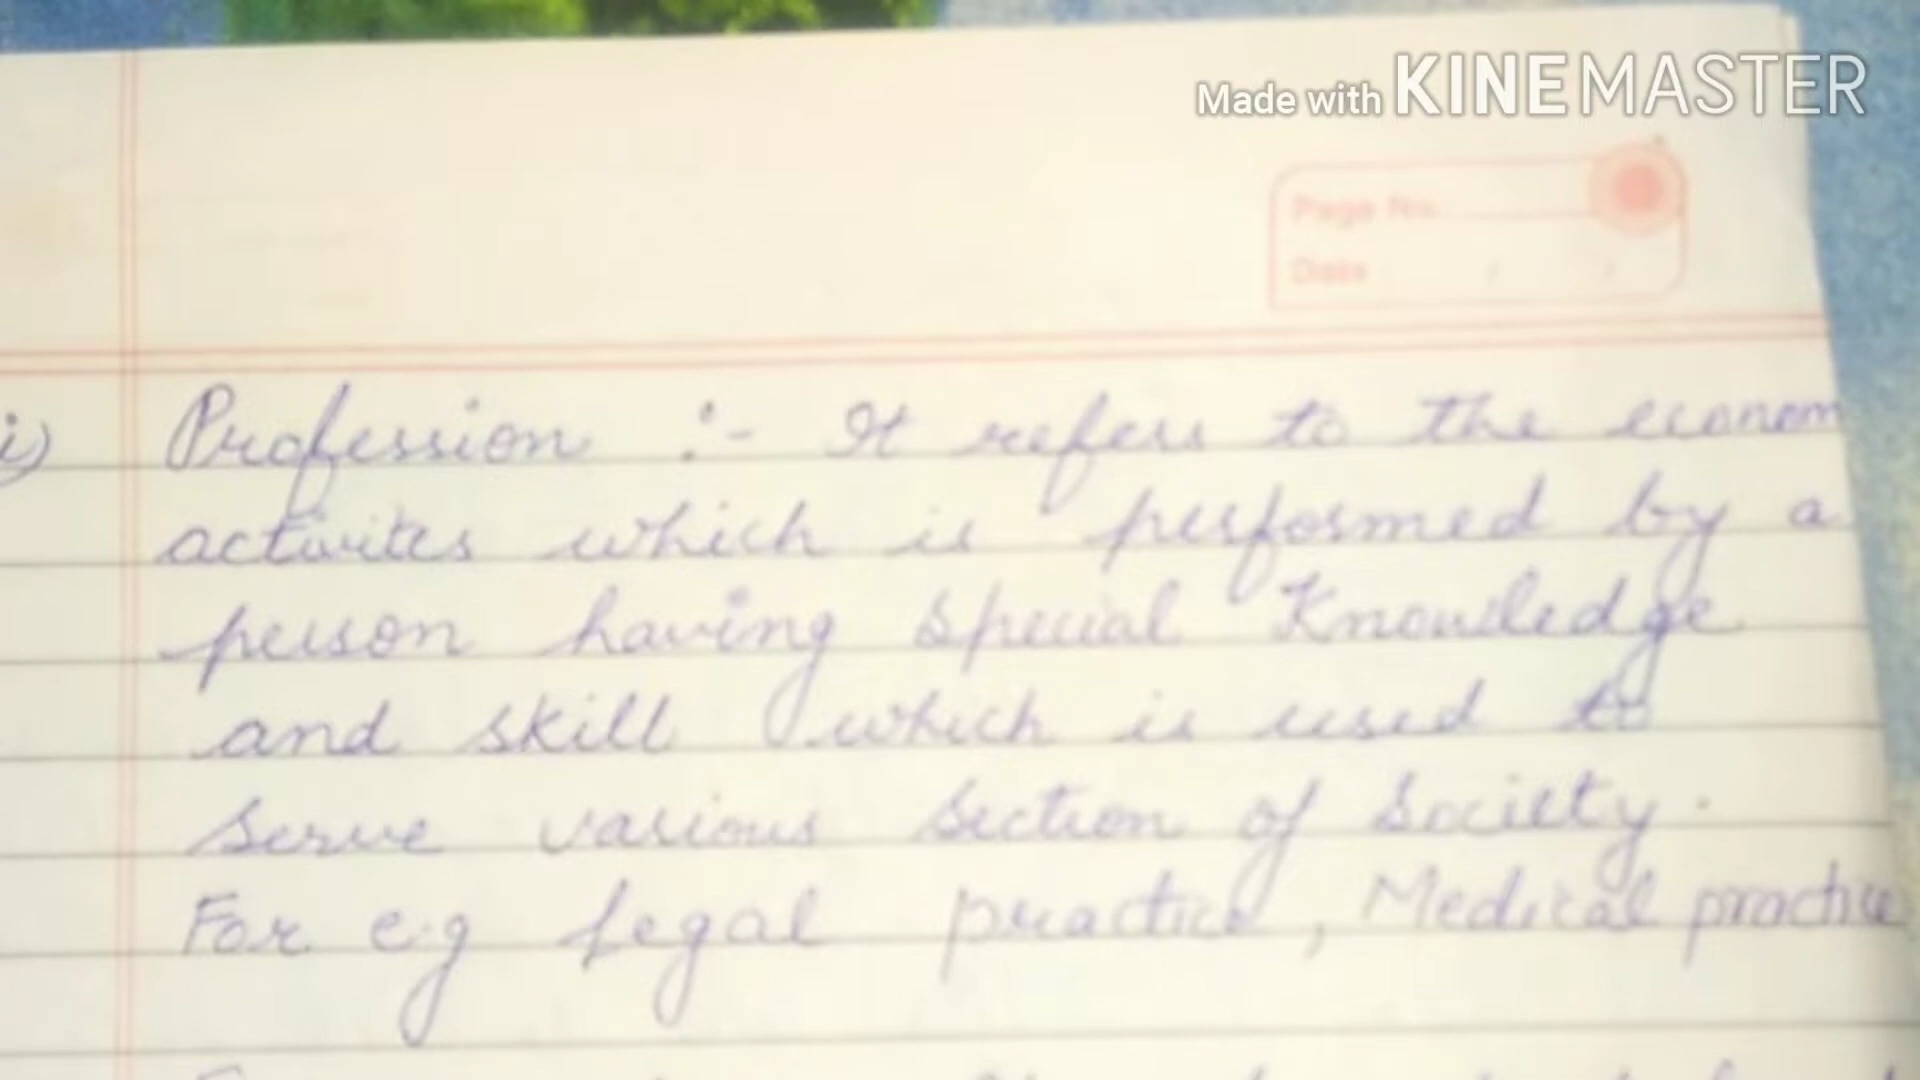 Made with KINEMASTER
Page No.
Date
i) Profession :- It refers to the econom
activites which is performed by a
person having special Knowledge
and skill which is used to
serve various section of society.
For e.g legal practice, Medical practice